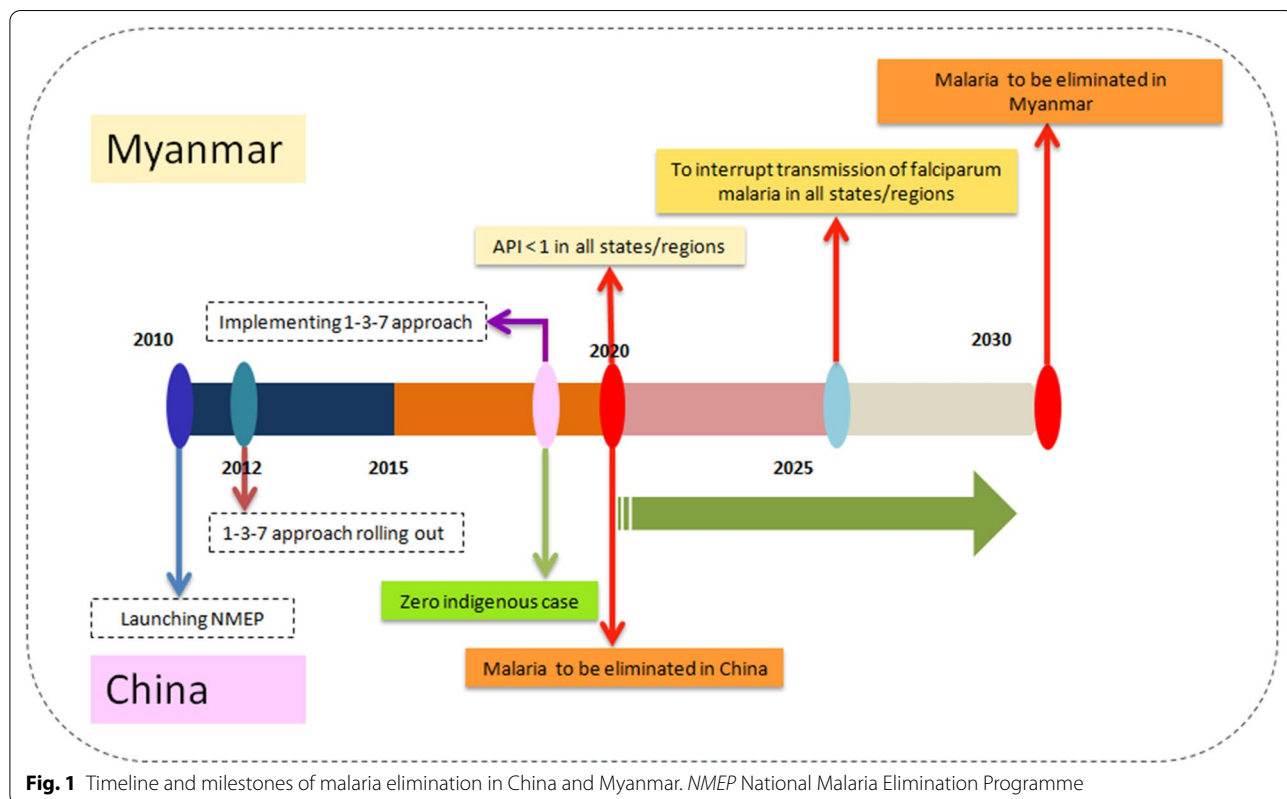 Malaria to be eliminated in
Myanmar
Myanmar
To interrupt transmission of falciparum
malaria in all states/regions
API < 1 in all states/regions
Implementing 1-3-7 approach
2010
2020
2030
2012
2015
2025
1-3-7 approach rolling out
Launching NMEP
Zero indigenous case
Malaria to be eliminated in China
China
Fig. 1 Timeline and milestones of malaria elimination in China and Myanmar. NMEP National Malaria Elimination Programme